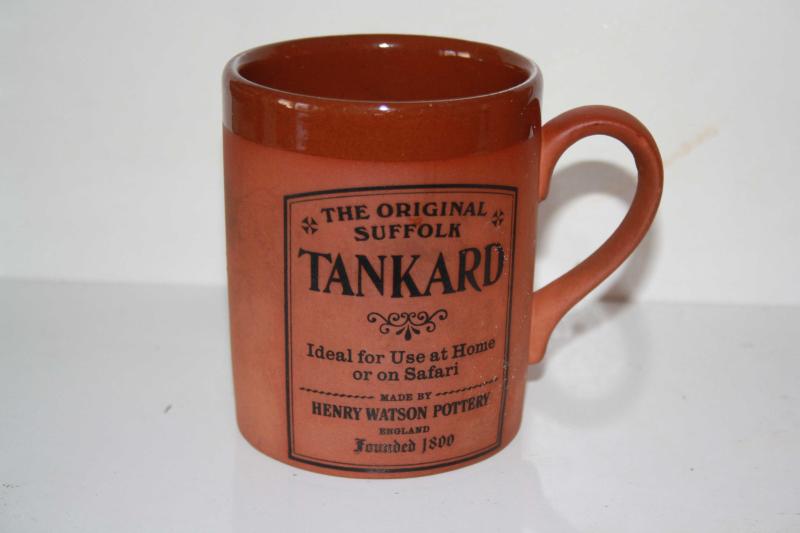 THE ORIGINAL
SUFFOLK
TANKARD
Ideal for Use at Home
or on Safari
MADE BY
HENRY WATSON POTTERY
ENGLAND
Founded 1800